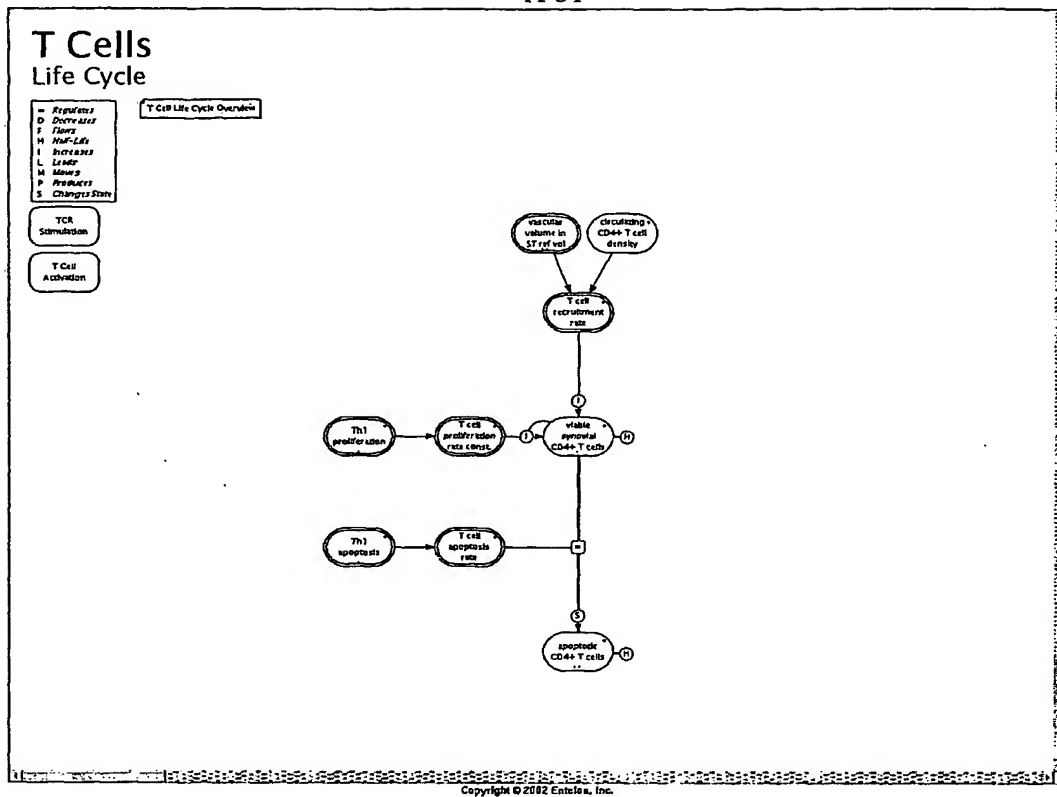 T Cells
Life Cycle
= Regulates
D Decreases
F Flows
H Half-Life
I Increases
L Leads
M Moves
P Produces
S Changes State
T Cell Life Cycle Overview
TCR
Stimulation
T Cell
Activation
vascular
volume in
ST ref vol
circulating
CD4+ T cell
density
T cell
recruitment
rate
I
Th1
proliferation
T cell
proliferation
rate const.
I
viable
synovial
CD4+ T cells
H
Th1
apoptosis
T cell
apoptosis
rate
=
S
apoptotic
CD4+ T cells
H
Copyright © 2002 Entelos, Inc.